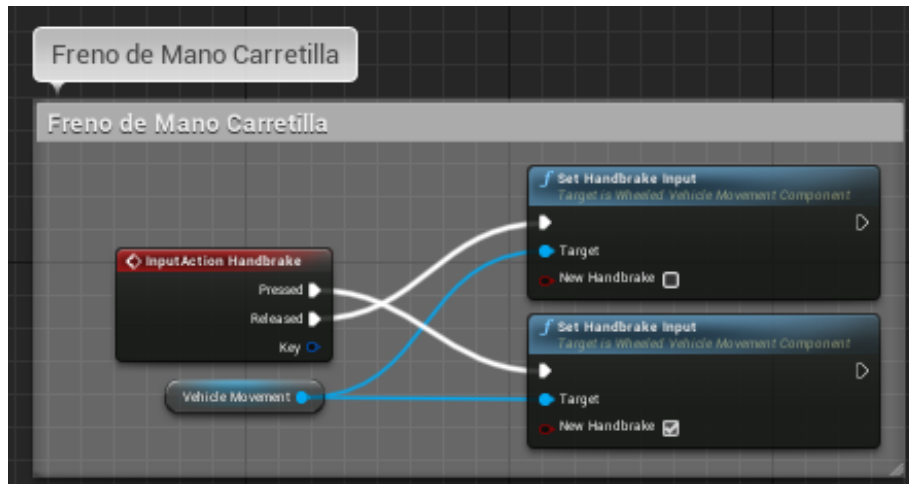 Freno de Mano Carretilla
Freno de Mano Carretilla
Set Handbrake Input
Target is Wheeled Vehicle Movement Component
Target
New Handbrake
InputAction Handbrake
Pressed
Released
Key
Vehicle Movement
Set Handbrake Input
Target is Wheeled Vehicle Movement Component
Target
New Handbrake